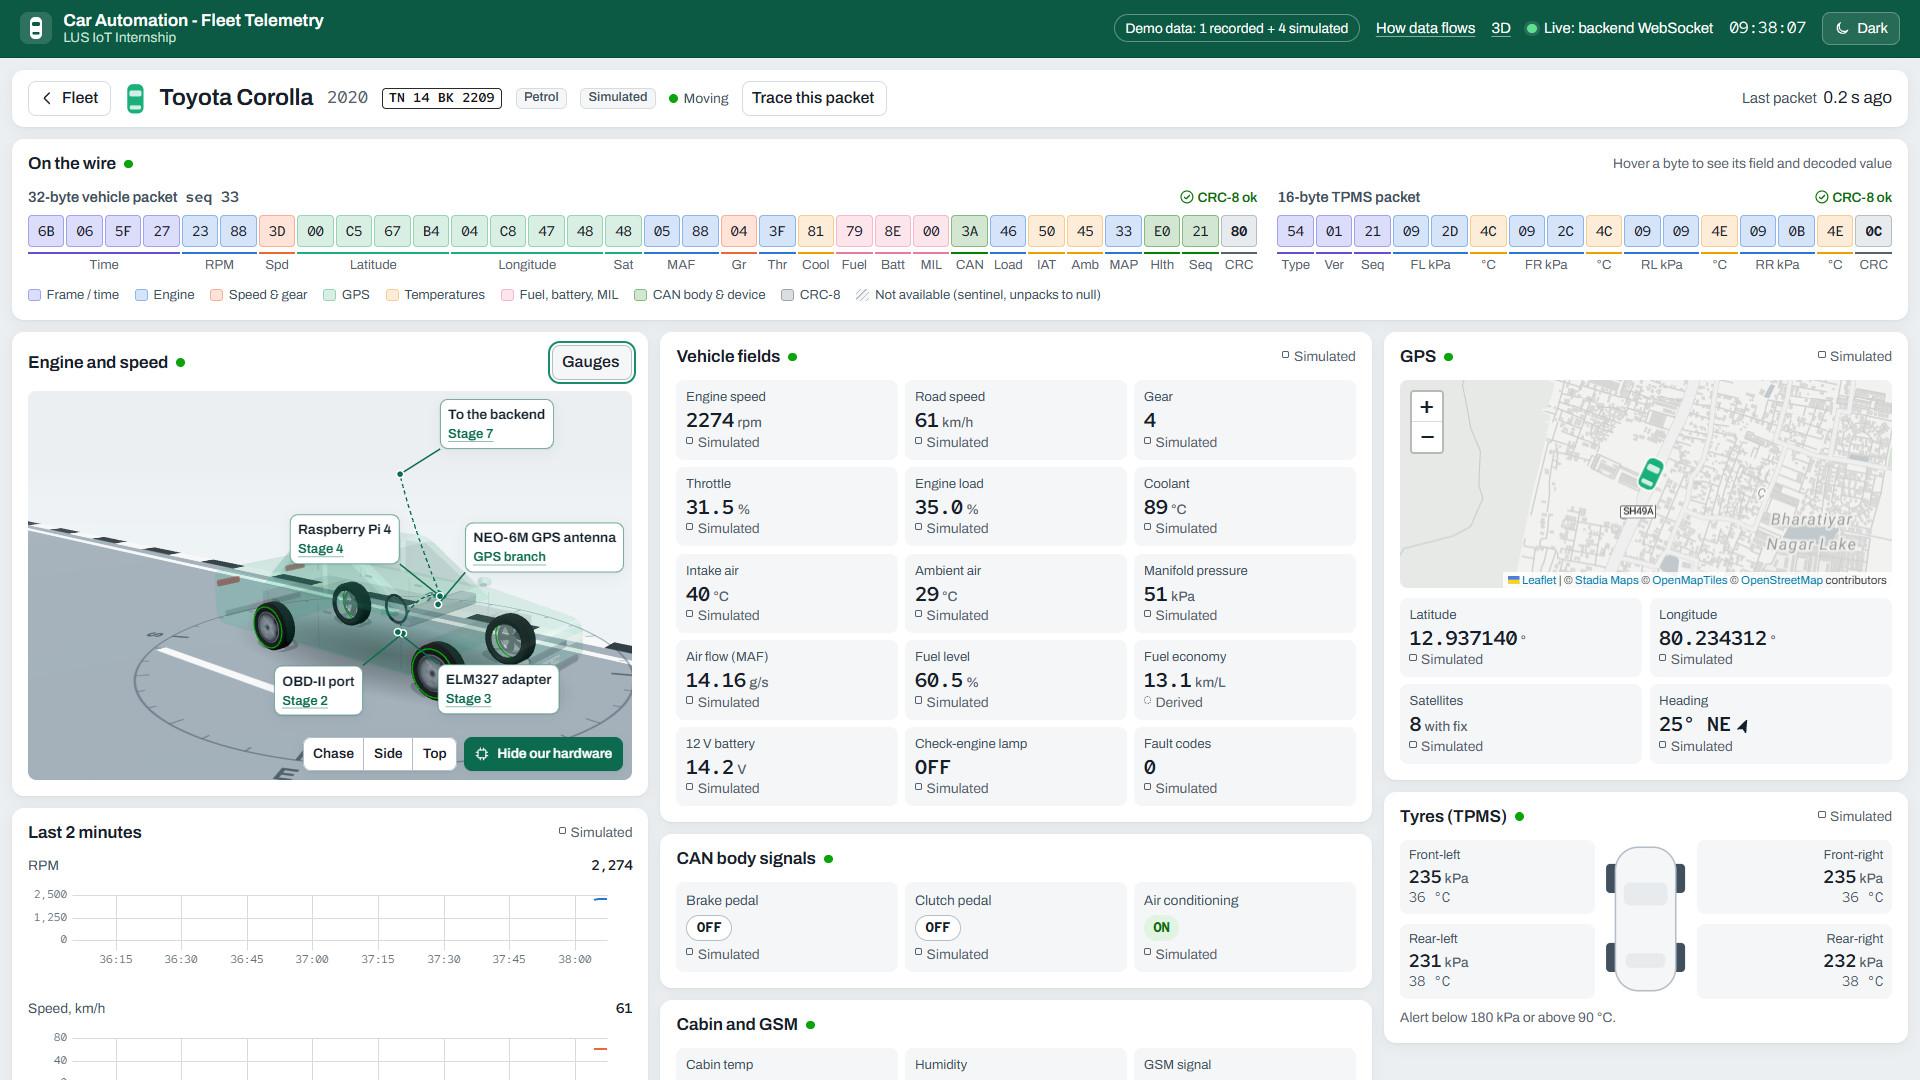 Car Automation - Fleet Telemetry
LUS IoT Internship
Demo data: 1 recorded + 4 simulated
How data flows
3D
Live: backend WebSocket
09:38:07
Dark
Fleet
Toyota Corolla
2020
TN 14 BK 2209
Petrol
Simulated
Moving
Trace this packet
Last packet 0.2 s ago
On the wire
Hover a byte to see its field and decoded value
32-byte vehicle packet seq 33
CRC-8 ok
16-byte TPMS packet
CRC-8 ok
6B 06 5F 27 23 88 3D 00 C5 67 B4 04 C8 47 48 48 05 88 04 3F 81 79 8E 00 3A 46 50 45 33 E0 21 80
54 01 21 09 2D 4C 09 2C 4C 09 09 4E 09 0B 4E 0C
Time RPM Spd Latitude Longitude Sat MAF Gr Thr Cool Fuel Batt MIL CAN Load IAT Amb MAP Hlth Seq CRC
Type Ver Seq FL kPa °C FR kPa °C RL kPa °C RR kPa °C CRC
Frame / time Engine Speed & gear GPS Temperatures Fuel, battery, MIL CAN body & device CRC-8 Not available (sentinel, unpacks to null)
Engine and speed
Gauges
To the backend
Stage 7
Raspberry Pi 4
Stage 4
NEO-6M GPS antenna
GPS branch
OBD-II port
Stage 2
ELM327 adapter
Stage 3
S
E
Chase
Side
Top
Hide our hardware
Last 2 minutes
Simulated
RPM
2,274
2,500
1,250
0
36:15 36:30 36:45 37:00 37:15 37:30 37:45 38:00
Speed, km/h
61
80
40
Vehicle fields
Simulated
Engine speed
2274 rpm
Simulated
Road speed
61 km/h
Simulated
Gear
4
Simulated
Throttle
31.5 %
Simulated
Engine load
35.0 %
Simulated
Coolant
89 °C
Simulated
Intake air
40 °C
Simulated
Ambient air
29 °C
Simulated
Manifold pressure
51 kPa
Simulated
Air flow (MAF)
14.16 g/s
Simulated
Fuel level
60.5 %
Simulated
Fuel economy
13.1 km/L
Derived
12 V battery
14.2 V
Simulated
Check-engine lamp
OFF
Simulated
Fault codes
0
Simulated
CAN body signals
Brake pedal
OFF
Simulated
Clutch pedal
OFF
Simulated
Air conditioning
ON
Simulated
Cabin and GSM
Cabin temp
Humidity
GSM signal
GPS
Simulated
+
−
SH49A
Bharatiyar
Nagar Lake
Leaflet | © Stadia Maps © OpenMapTiles © OpenStreetMap contributors
Latitude
12.937140 °
Simulated
Longitude
80.234312 °
Simulated
Satellites
8 with fix
Simulated
Heading
25° NE
Simulated
Tyres (TPMS)
Simulated
Front-left
235 kPa
36 °C
Front-right
235 kPa
36 °C
Rear-left
231 kPa
38 °C
Rear-right
232 kPa
38 °C
Alert below 180 kPa or above 90 °C.